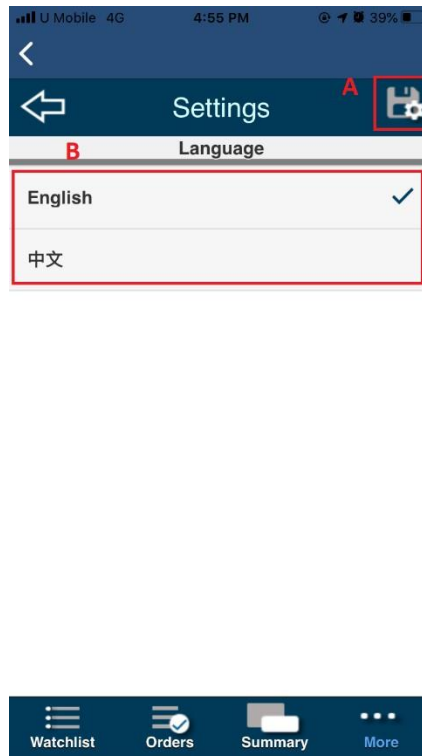 U Mobile 4G 4:55 PM 39%
Settings A
B Language
English
中文
Watchlist Orders Summary More